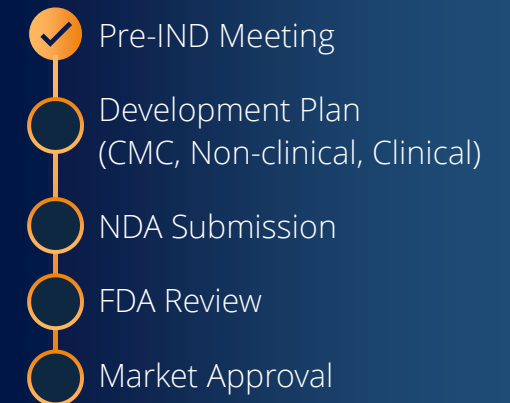 Pre-IND Meeting
Development Plan
(CMC, Non-clinical, Clinical)
NDA Submission
FDA Review
Market Approval